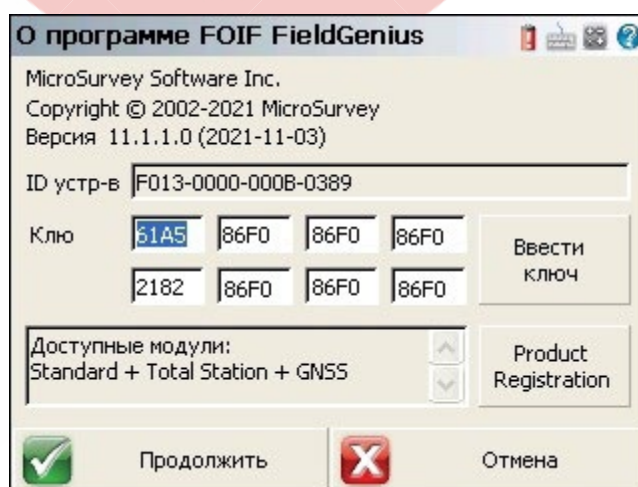 О программе FOIF FieldGenius
MicroSurvey Software Inc.
Copyright © 2002-2021 MicroSurvey
Версия 11.1.1.0 (2021-11-03)
ID устр-в F013-0000-000B-0389
Клю 61A5 86F0 86F0 86F0
2182 86F0 86F0 86F0
Ввести
ключ
Доступные модули:
Standard + Total Station + GNSS
Product
Registration
Продолжить
Отмена